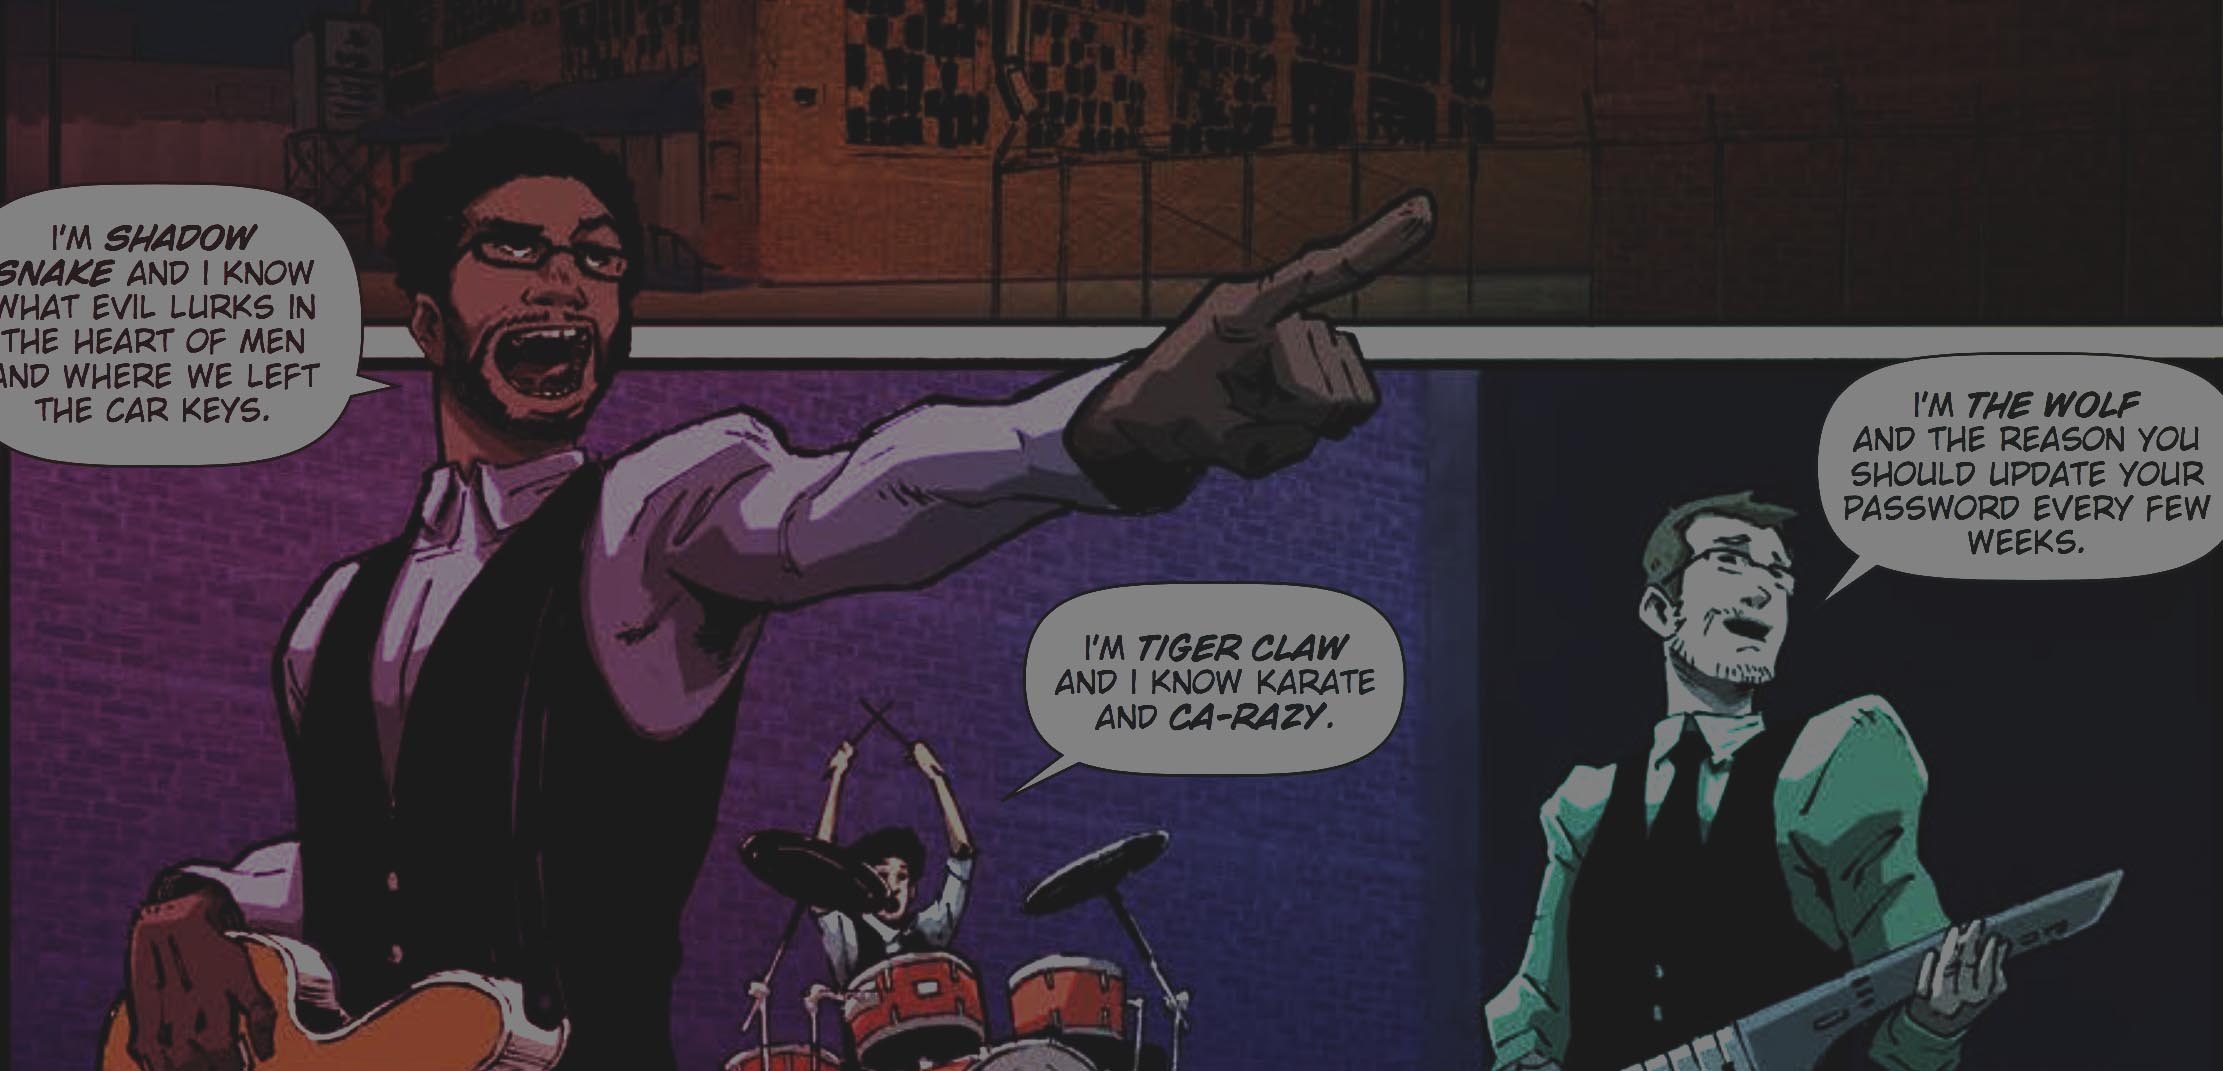 I'M SHADOW
SNAKE AND I KNOW
WHAT EVIL LURKS IN
THE HEART OF MEN
AND WHERE WE LEFT
THE CAR KEYS.
I'M TIGER CLAW
AND I KNOW KARATE
AND CA-RAZY.
I'M THE WOLF
AND THE REASON YOU
SHOULD UPDATE YOUR
PASSWORD EVERY FEW
WEEKS.